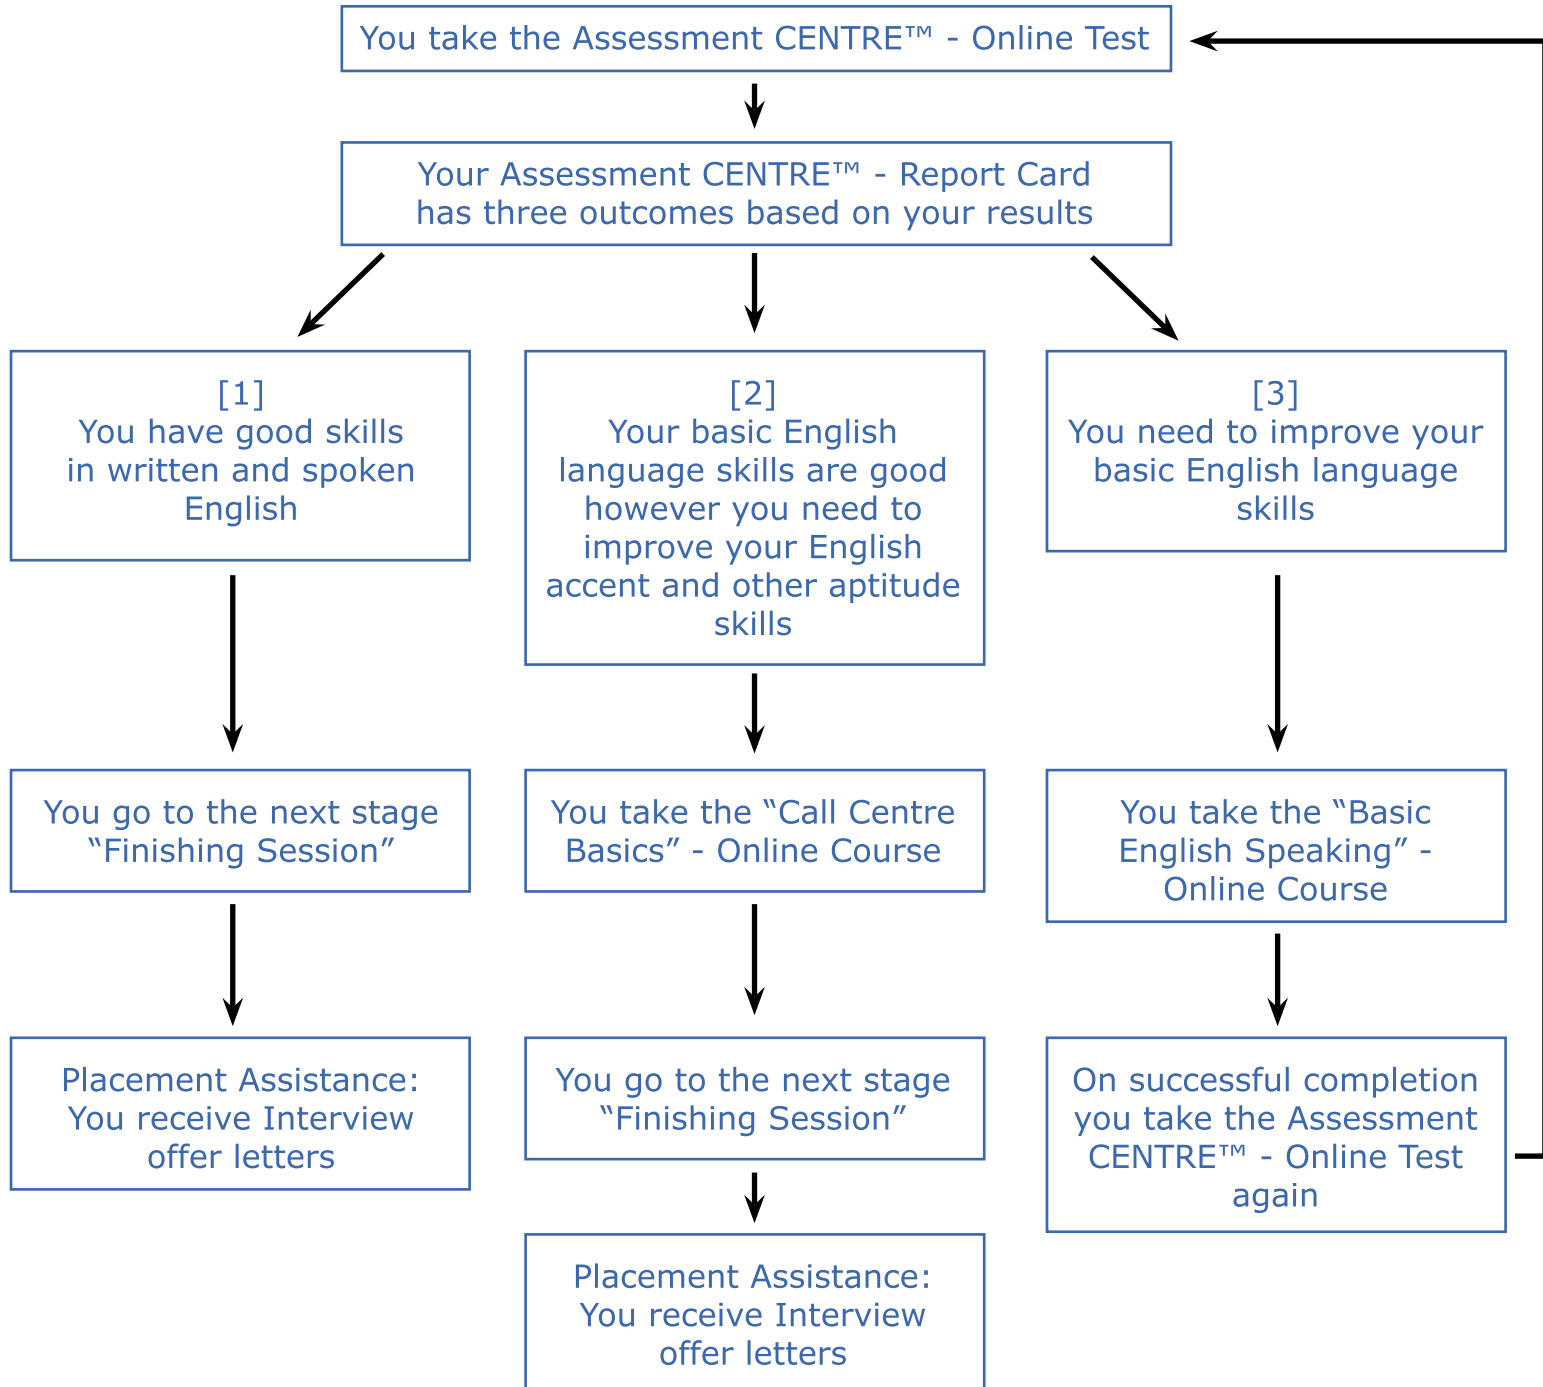 You take the Assessment CENTRE™ - Online Test
Your Assessment CENTRE™ - Report Card
has three outcomes based on your results
[1]
You have good skills
in written and spoken
English
[2]
Your basic English
language skills are good
however you need to
improve your English
accent and other aptitude
skills
[3]
You need to improve your
basic English language
skills
You go to the next stage
“Finishing Session”
You take the “Call Centre
Basics” - Online Course
You take the “Basic
English Speaking” -
Online Course
Placement Assistance:
You receive Interview
offer letters
You go to the next stage
“Finishing Session”
On successful completion
you take the Assessment
CENTRE™ - Online Test
again
Placement Assistance:
You receive Interview
offer letters